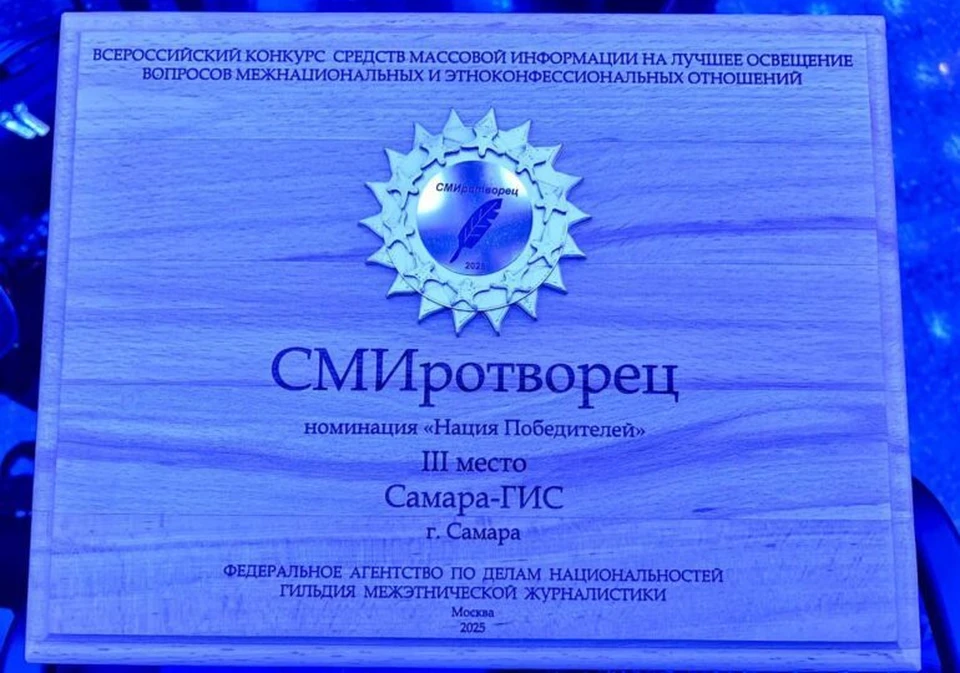 ВСЕРОССИЙСКИЙ КОНКУРС СРЕДСТВ МАССОВОЙ ИНФОРМАЦИИ НА ЛУЧШЕЕ ОСВЕЩЕНИЕ
ВОПРОСОВ МЕЖНАЦИОНАЛЬНЫХ И ЭТНОКОНФЕССИОНАЛЬНЫХ ОТНОШЕНИЙ
СМИротворец
2025
СМИротворец
номинация «Нация Победителей»
III место
Самара-ГИС
г. Самара
ФЕДЕРАЛЬНОЕ АГЕНТСТВО ПО ДЕЛАМ НАЦИОНАЛЬНОСТЕЙ
ГИЛЬДИЯ МЕЖЭТНИЧЕСКОЙ ЖУРНАЛИСТИКИ
Москва
2025